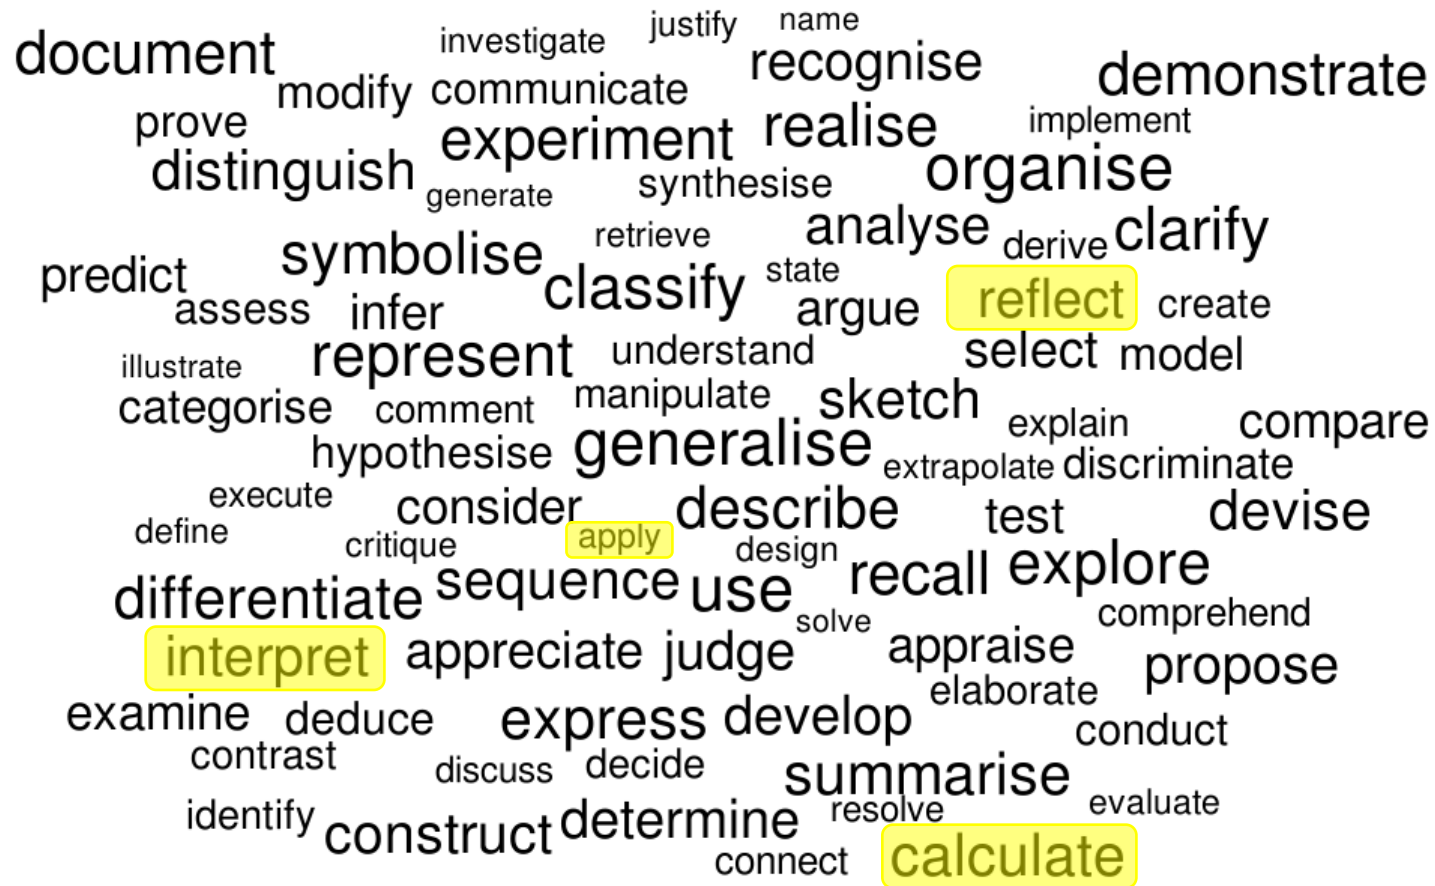 justify name
document investigate recognise demonstrate
modify communicate
prove experiment realise implement
distinguish generate synthesise organise
symbolise retrieve analyse derive clarify
predict classify state
assess infer argue reflect create
illustrate represent understand select model
categorise comment manipulate sketch explain compare
hypothesise generalise extrapolate discriminate
execute consider describe test devise
define critique apply design
differentiate sequence use recall explore
solve comprehend
interpret appreciate judge appraise propose
elaborate
examine deduce express develop conduct
contrast discuss decide summarise
identify construct determine resolve evaluate
connect calculate